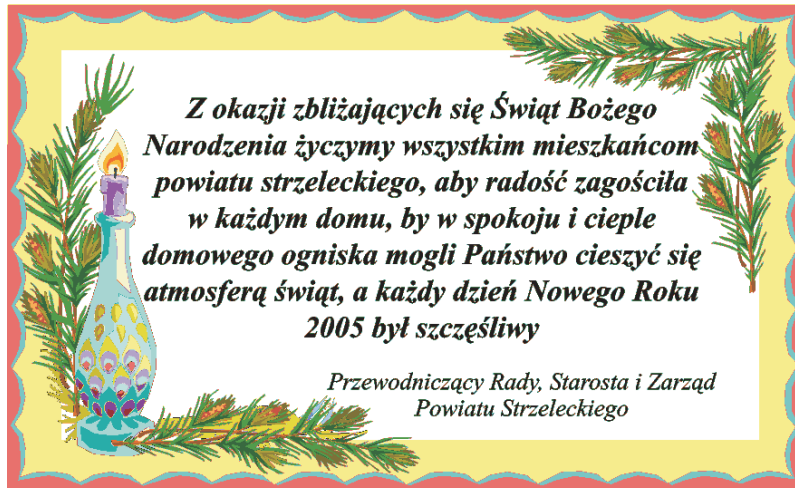 Z okazji zbliżających się Świąt Bożego
Narodzenia życzymy wszystkim mieszkańcom
powiatu strzeleckiego, aby radość zagościła
w każdym domu, by w spokoju i cieple
domowego ogniska mogli Państwo cieszyć się
atmosferą świąt, a każdy dzień Nowego Roku
2005 był szczęśliwy
Przewodniczący Rady, Starosta i Zarząd
Powiatu Strzeleckiego